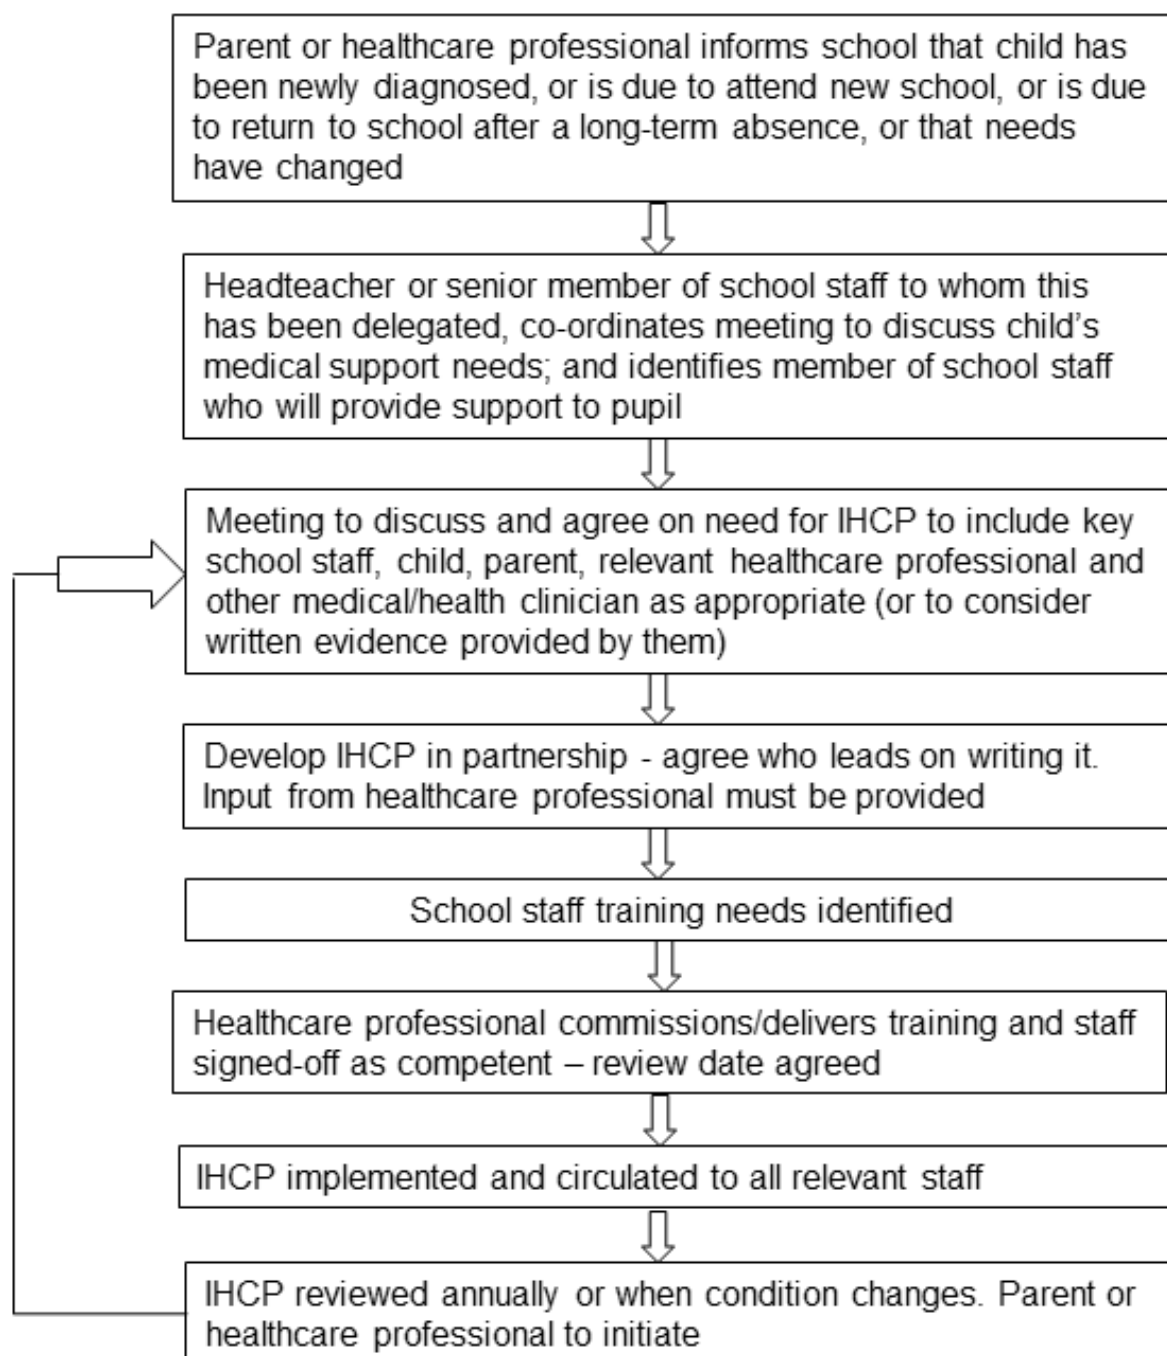 Parent or healthcare professional informs school that child has
been newly diagnosed, or is due to attend new school, or is due
to return to school after a long-term absence, or that needs
have changed
Headteacher or senior member of school staff to whom this
has been delegated, co-ordinates meeting to discuss child’s
medical support needs; and identifies member of school staff
who will provide support to pupil
Meeting to discuss and agree on need for IHCP to include key
school staff, child, parent, relevant healthcare professional and
other medical/health clinician as appropriate (or to consider
written evidence provided by them)
Develop IHCP in partnership - agree who leads on writing it.
Input from healthcare professional must be provided
School staff training needs identified
Healthcare professional commissions/delivers training and staff
signed-off as competent – review date agreed
IHCP implemented and circulated to all relevant staff
IHCP reviewed annually or when condition changes. Parent or
healthcare professional to initiate